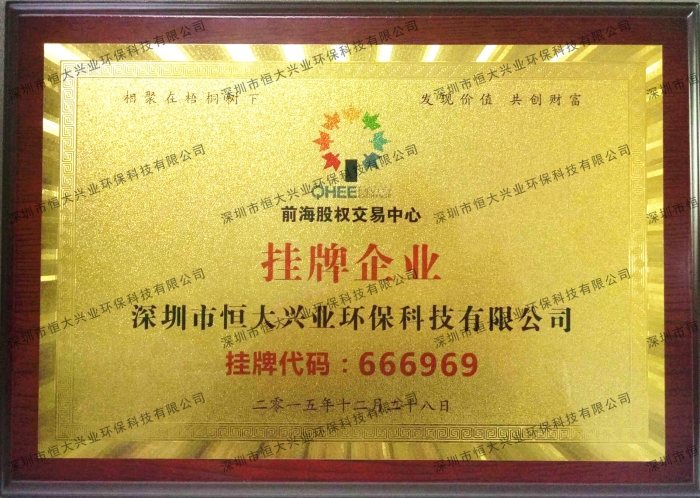 相聚在梧桐树下
发现价值 共创财富
QHEE
前海股权交易中心
挂牌企业
深圳市恒大兴业环保科技有限公司
挂牌代码：666969
二零一五年十二月二十八日
深圳市恒大兴业环保科技有限公司